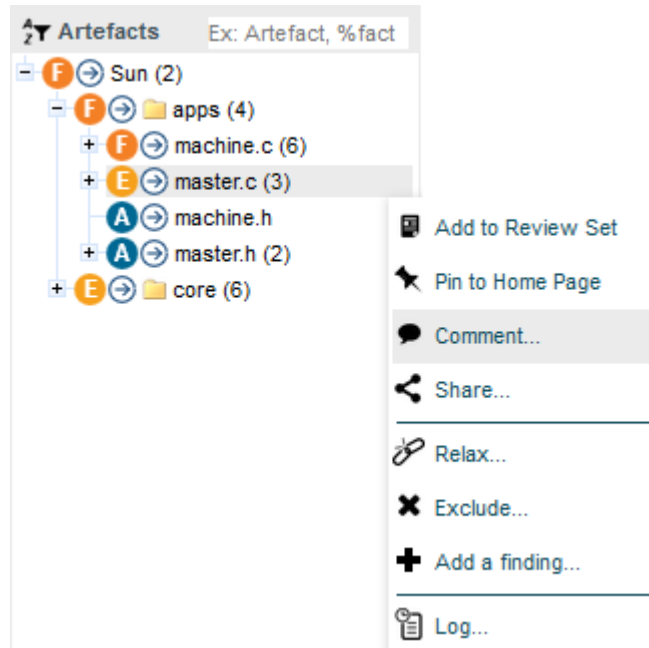 Artefacts Ex: Artefact, %fact
F Sun (2)
F apps (4)
F machine.c (6)
E master.c (3)
A machine.h
A master.h (2)
E core (6)
Add to Review Set
Pin to Home Page
Comment...
Share...
Relax...
Exclude...
Add a finding...
Log...